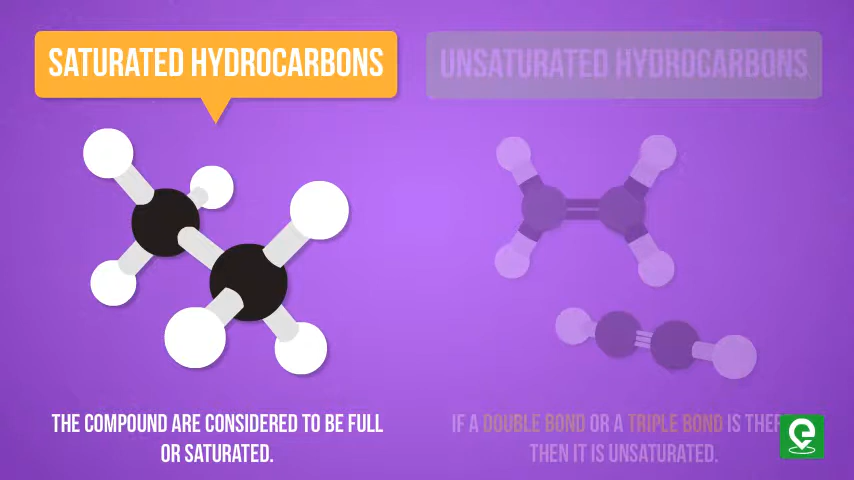 SATURATED HYDROCARBONS
UNSATURATED HYDROCARBONS
THE COMPOUND ARE CONSIDERED TO BE FULL
OR SATURATED.
IF A DOUBLE BOND OR A TRIPLE BOND IS
THEN IT IS UNSATURATED.